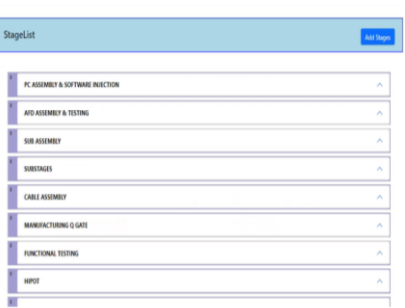 StageList
Add Stages
PC ASSEMBLY & SOFTWARE INJECTION
AFD ASSEMBLY & TESTING
SUB ASSEMBLY
SUBSTAGES
CABLE ASSEMBLY
MANUFACTURING Q GATE
FUNCTIONAL TESTING
HIPOT